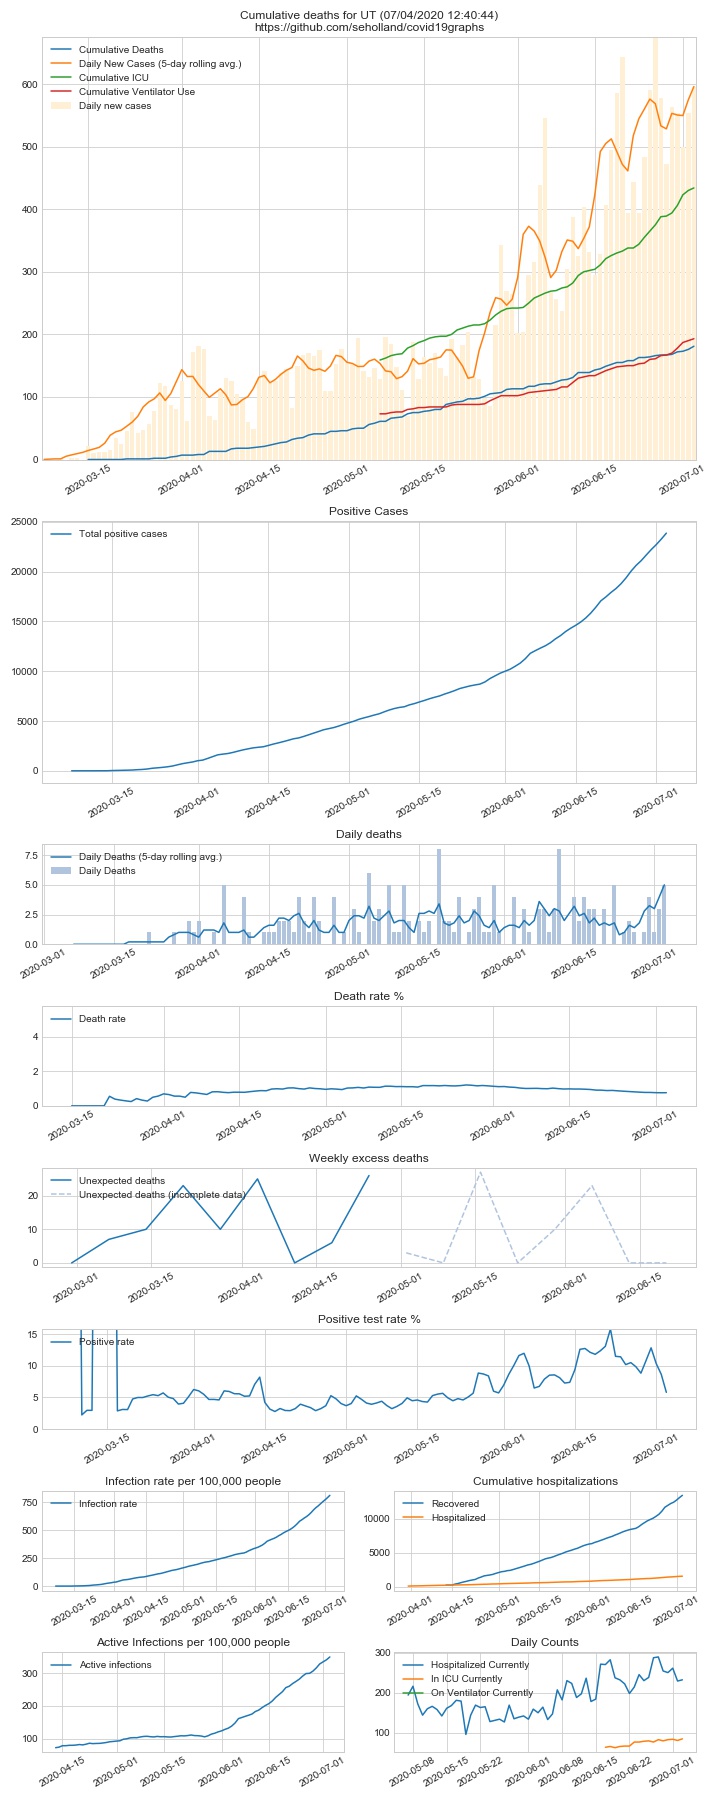 Cumulative deaths for UT (07/04/2020 12:40:44)
https://github.com/seholland/covid19graphs
Cumulative Deaths
Daily New Cases (5-day rolling avg.)
Cumulative ICU
Cumulative Ventilator Use
Daily new cases
600
500
400
300
200
100
0
2020-03-15 2020-04-01 2020-04-15 2020-05-01 2020-05-15 2020-06-01 2020-06-15 2020-07-01
Positive Cases
Total positive cases
25000
20000
15000
10000
5000
0
2020-03-15 2020-04-01 2020-04-15 2020-05-01 2020-05-15 2020-06-01 2020-06-15 2020-07-01
Daily deaths
Daily Deaths (5-day rolling avg.)
Daily Deaths
7.5
5.0
2.5
0.0
2020-03-01 2020-03-15 2020-04-01 2020-04-15 2020-05-01 2020-05-15 2020-06-01 2020-06-15 2020-07-01
Death rate %
Death rate
4
2
0
2020-03-15 2020-04-01 2020-04-15 2020-05-01 2020-05-15 2020-06-01 2020-06-15 2020-07-01
Weekly excess deaths
Unexpected deaths
Unexpected deaths (incomplete data)
20
10
0
2020-03-01 2020-03-15 2020-04-01 2020-04-15 2020-05-01 2020-05-15 2020-06-01 2020-06-15
Positive test rate %
Positive rate
15
10
5
0
2020-03-15 2020-04-01 2020-04-15 2020-05-01 2020-05-15 2020-06-01 2020-06-15 2020-07-01
Infection rate per 100,000 people
Infection rate
750
500
250
0
2020-03-15 2020-04-01 2020-04-15 2020-05-01 2020-05-15 2020-06-01 2020-06-15 2020-07-01
Cumulative hospitalizations
Recovered
Hospitalized
10000
5000
0
2020-04-01 2020-04-15 2020-05-01 2020-05-15 2020-06-01 2020-06-15 2020-07-01
Active Infections per 100,000 people
Active infections
300
200
100
2020-04-15 2020-05-01 2020-05-15 2020-06-01 2020-06-15 2020-07-01
Daily Counts
Hospitalized Currently
In ICU Currently
On Ventilator Currently
300
200
100
2020-05-08 2020-05-15 2020-05-22 2020-06-01 2020-06-08 2020-06-15 2020-06-22 2020-07-01